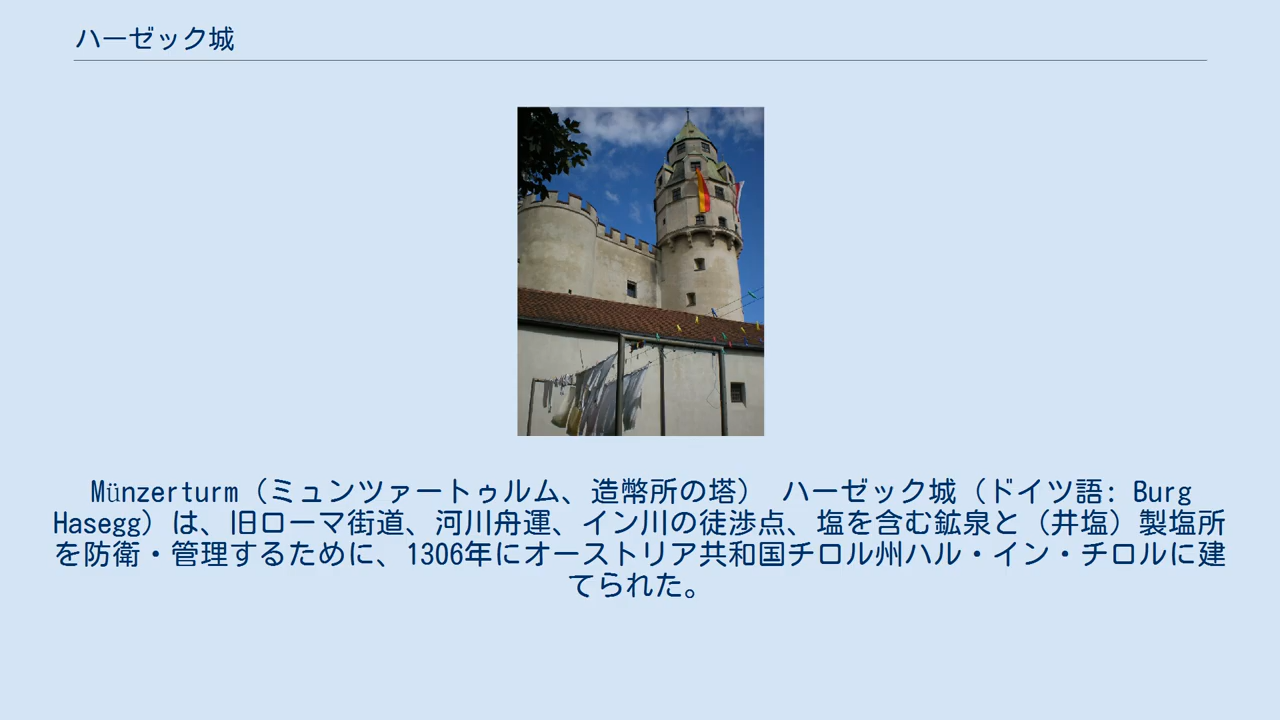 ハーゼック城
Münzerturm（ミュンツァートゥルム、造幣所の塔） ハーゼック城（ドイツ語: Burg
Hasegg）は、旧ローマ街道、河川舟運、イン川の徒渉点、塩を含む鉱泉と（井塩）製塩所
を防衛・管理するために、1306年にオーストリア共和国チロル州ハル・イン・チロルに建
てられた。